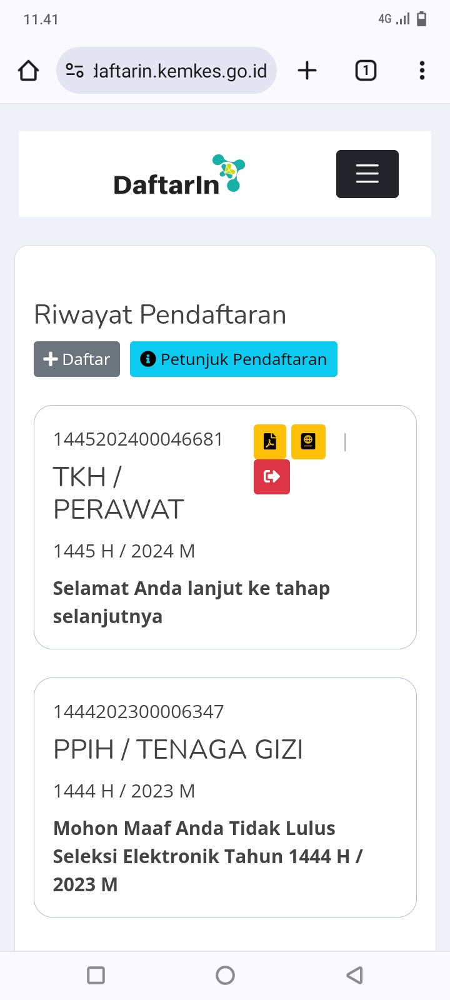 11.41
4G
daftarin.kemkes.go.id
1
DaftarIn
Riwayat Pendaftaran
Daftar
Petunjuk Pendaftaran
1445202400046681
TKH /
PERAWAT
1445 H / 2024 M
Selamat Anda lanjut ke tahap
selanjutnya
1444202300006347
PPIH / TENAGA GIZI
1444 H / 2023 M
Mohon Maaf Anda Tidak Lulus
Seleksi Elektronik Tahun 1444 H /
2023 M